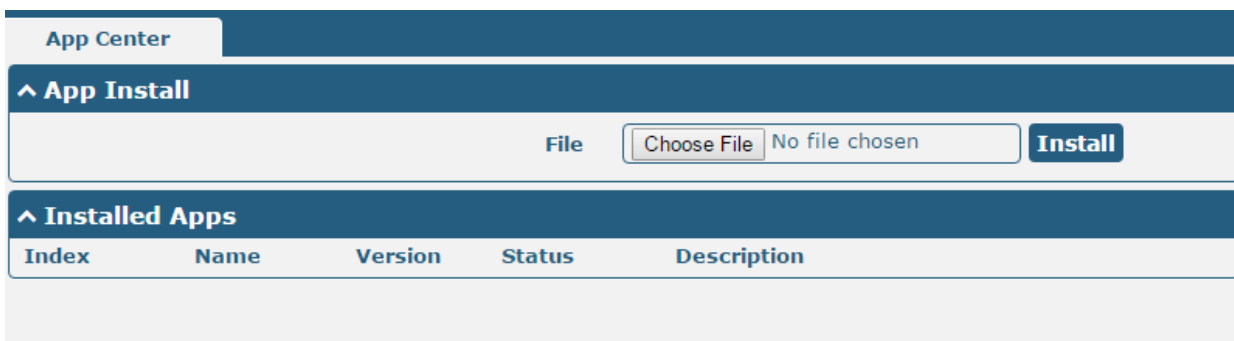 App Center
App Install
File Choose File No file chosen Install
Installed Apps
Index Name Version Status Description